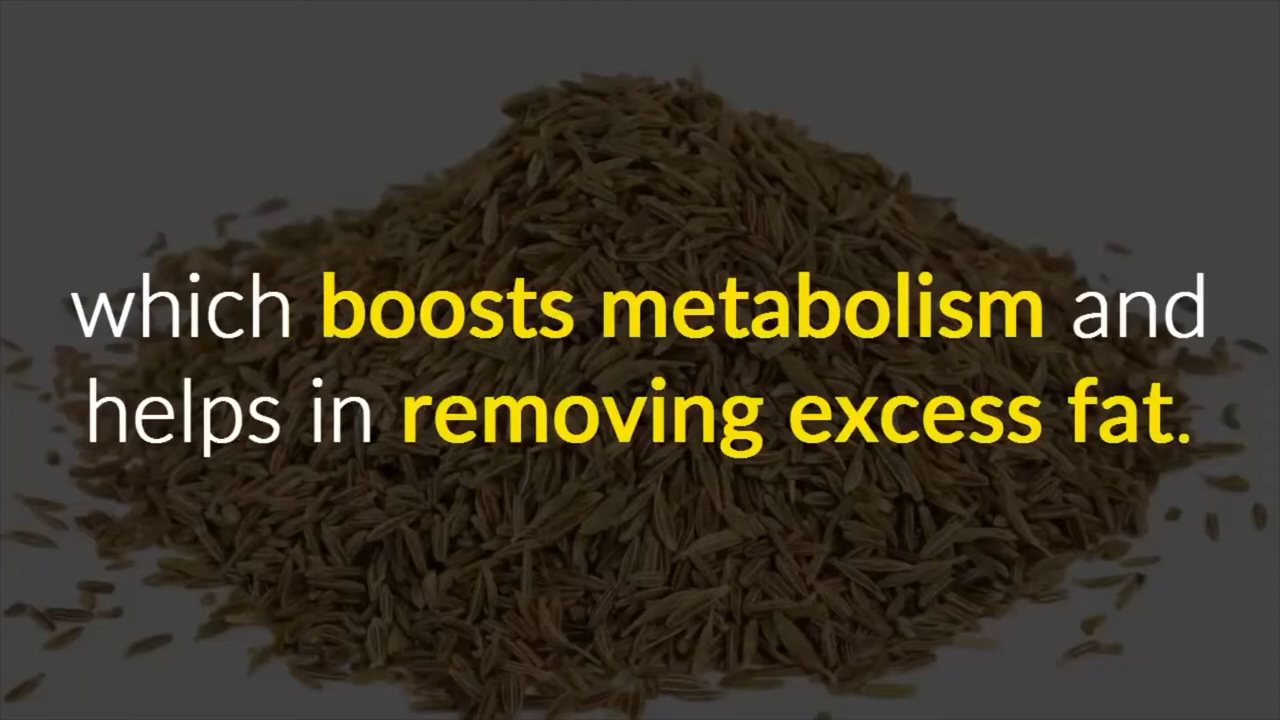 which boosts metabolism and
helps in removing excess fat.